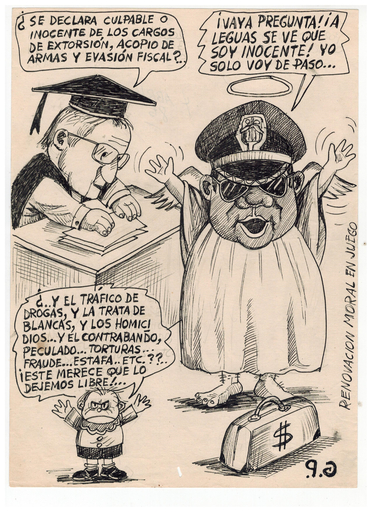 ¿SE DECLARA CULPABLE O
INOCENTE DE LOS CARGOS
DE EXTORSIÓN, ACOPIO DE
ARMAS Y EVASIÓN FISCAL?..
¡VAYA PREGUNTA! ¡A
LEGUAS SE VE QUE
SOY INOCENTE! YO
SOLO VOY DE PASO...
¿..Y EL TRÁFICO DE
DROGAS, Y LA TRATA DE
BLANCAS, Y LOS HOMICI
DIOS...Y EL CONTRABANDO,
PECULADO... TORTURAS...
FRAUDE...ESTAFA..ETC.??..
¡ESTE MERECE QUE LO
DEJEMOS LIBRE!...
RENOVACION MORAL EN JUEGO
$
G.P.